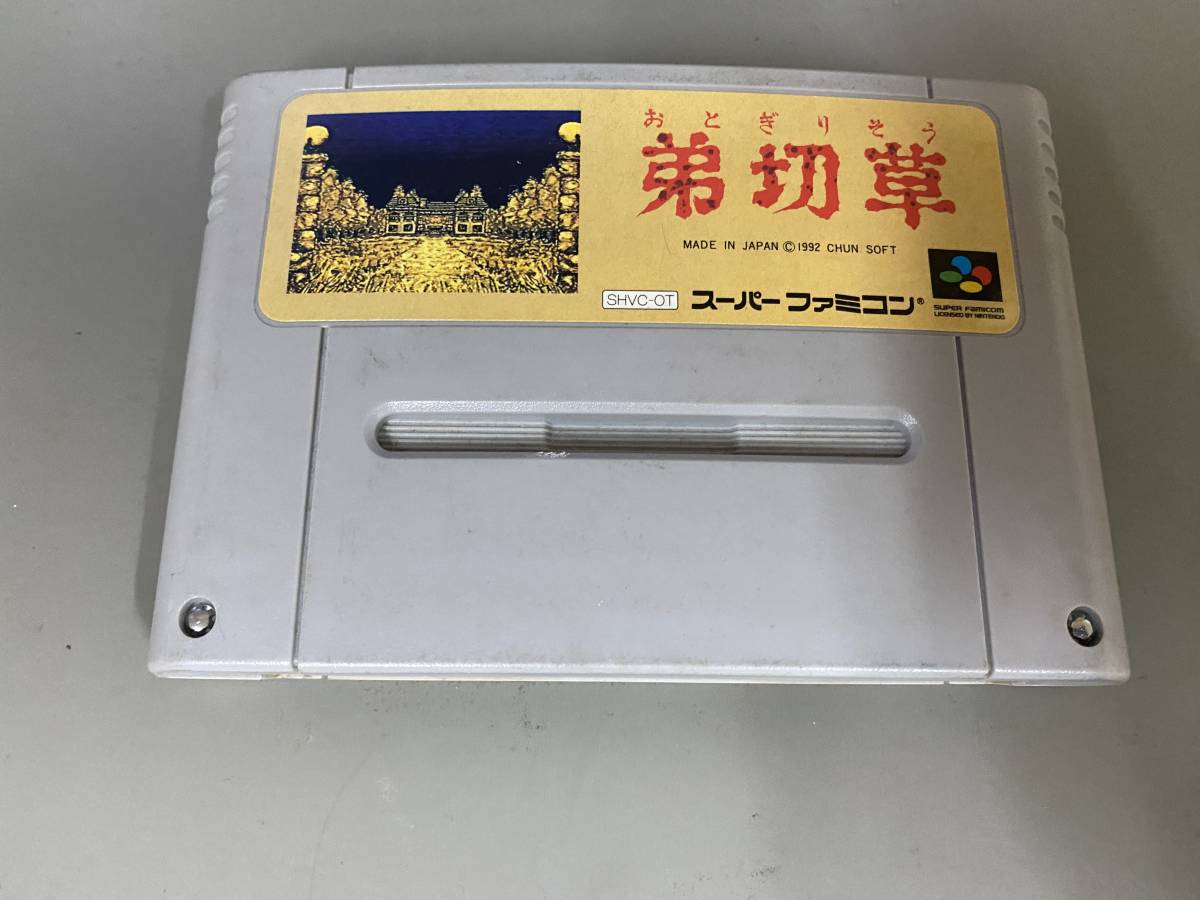 おとぎりそう
弟切草
MADE IN JAPAN ©1992 CHUN SOFT
SHVC-OT スーパーファミコン®
SUPER FAMICOM
LICENSED BY NINTENDO